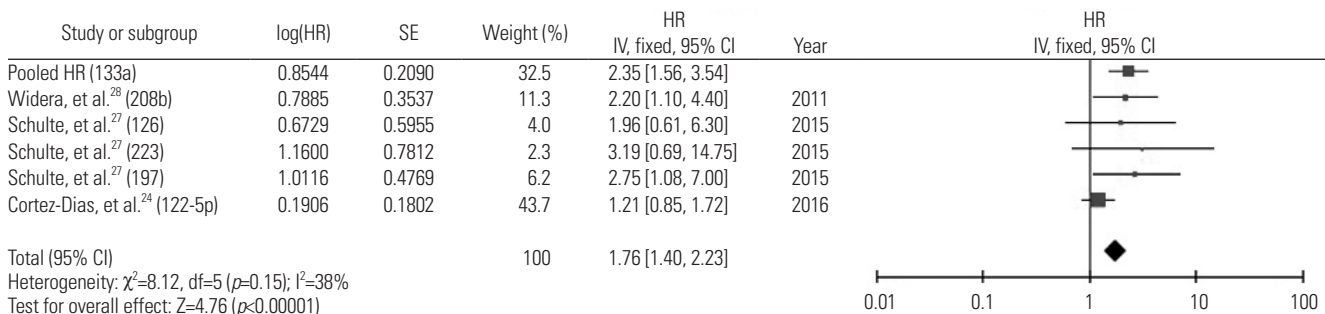 Study or subgroup log(HR) SE Weight (%) HR IV, fixed, 95% CI Year HR IV, fixed, 95% CI
Pooled HR (133a) 0.8544 0.2090 32.5 2.35 [1.56, 3.54]
Widera, et al.28 (208b) 0.7885 0.3537 11.3 2.20 [1.10, 4.40] 2011
Schulte, et al.27 (126) 0.6729 0.5955 4.0 1.96 [0.61, 6.30] 2015
Schulte, et al.27 (223) 1.1600 0.7812 2.3 3.19 [0.69, 14.75] 2015
Schulte, et al.27 (197) 1.0116 0.4769 6.2 2.75 [1.08, 7.00] 2015
Cortez-Dias, et al.24 (122-5p) 0.1906 0.1802 43.7 1.21 [0.85, 1.72] 2016
Total (95% CI) 100 1.76 [1.40, 2.23]
Heterogeneity: χ2=8.12, df=5 (p=0.15); I2=38%
Test for overall effect: Z=4.76 (p<0.00001)
0.01 0.1 1 10 100